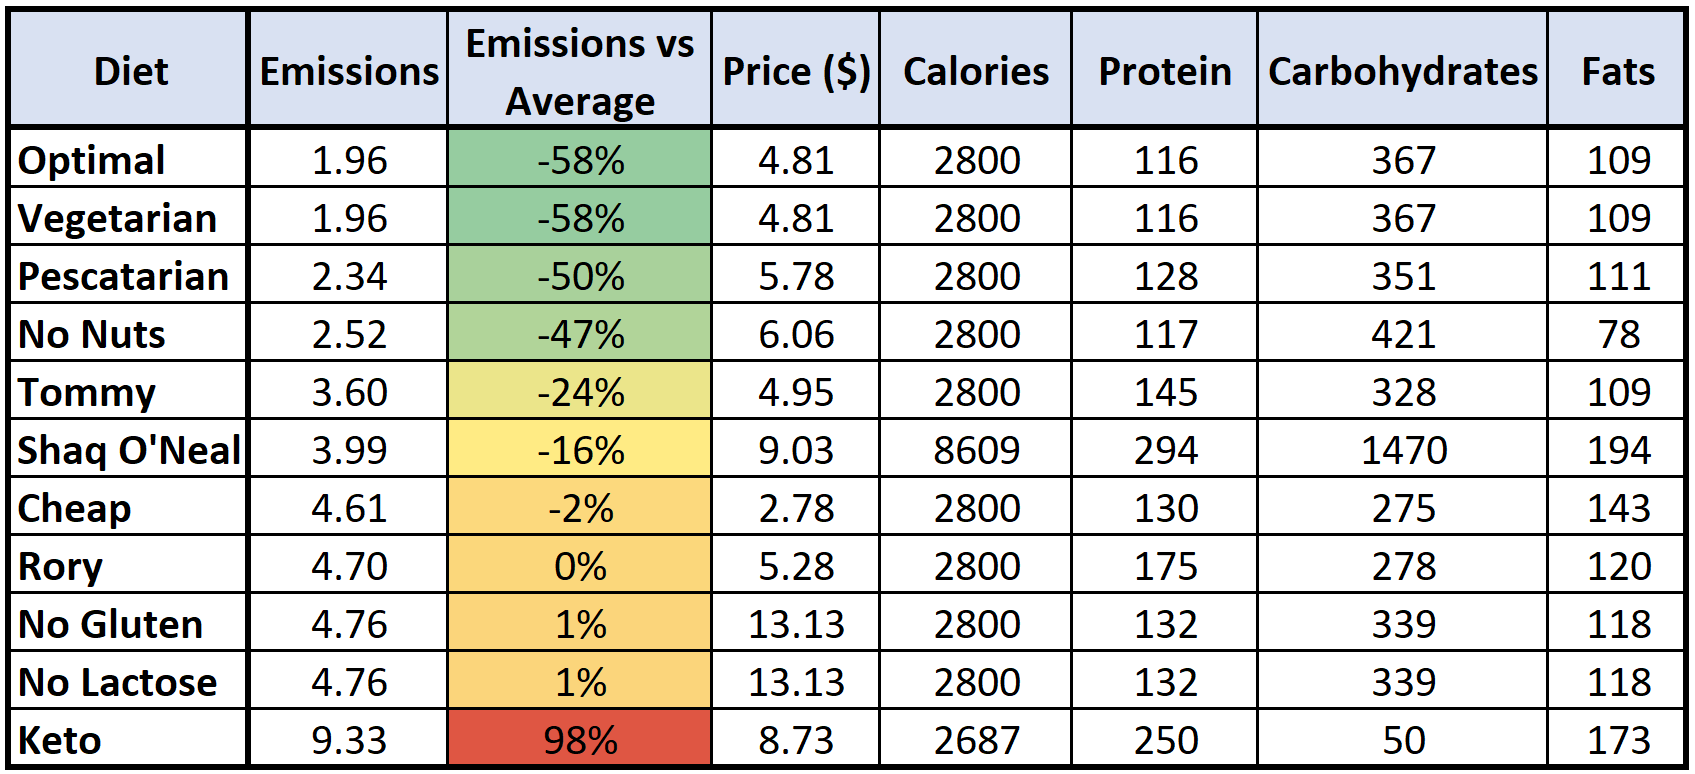 Diet Emissions Emissions vs Average Price ($) Calories Protein Carbohydrates Fats
Optimal 1.96 -58% 4.81 2800 116 367 109
Vegetarian 1.96 -58% 4.81 2800 116 367 109
Pescatarian 2.34 -50% 5.78 2800 128 351 111
No Nuts 2.52 -47% 6.06 2800 117 421 78
Tommy 3.60 -24% 4.95 2800 145 328 109
Shaq O'Neal 3.99 -16% 9.03 8609 294 1470 194
Cheap 4.61 -2% 2.78 2800 130 275 143
Rory 4.70 0% 5.28 2800 175 278 120
No Gluten 4.76 1% 13.13 2800 132 339 118
No Lactose 4.76 1% 13.13 2800 132 339 118
Keto 9.33 98% 8.73 2687 250 50 173